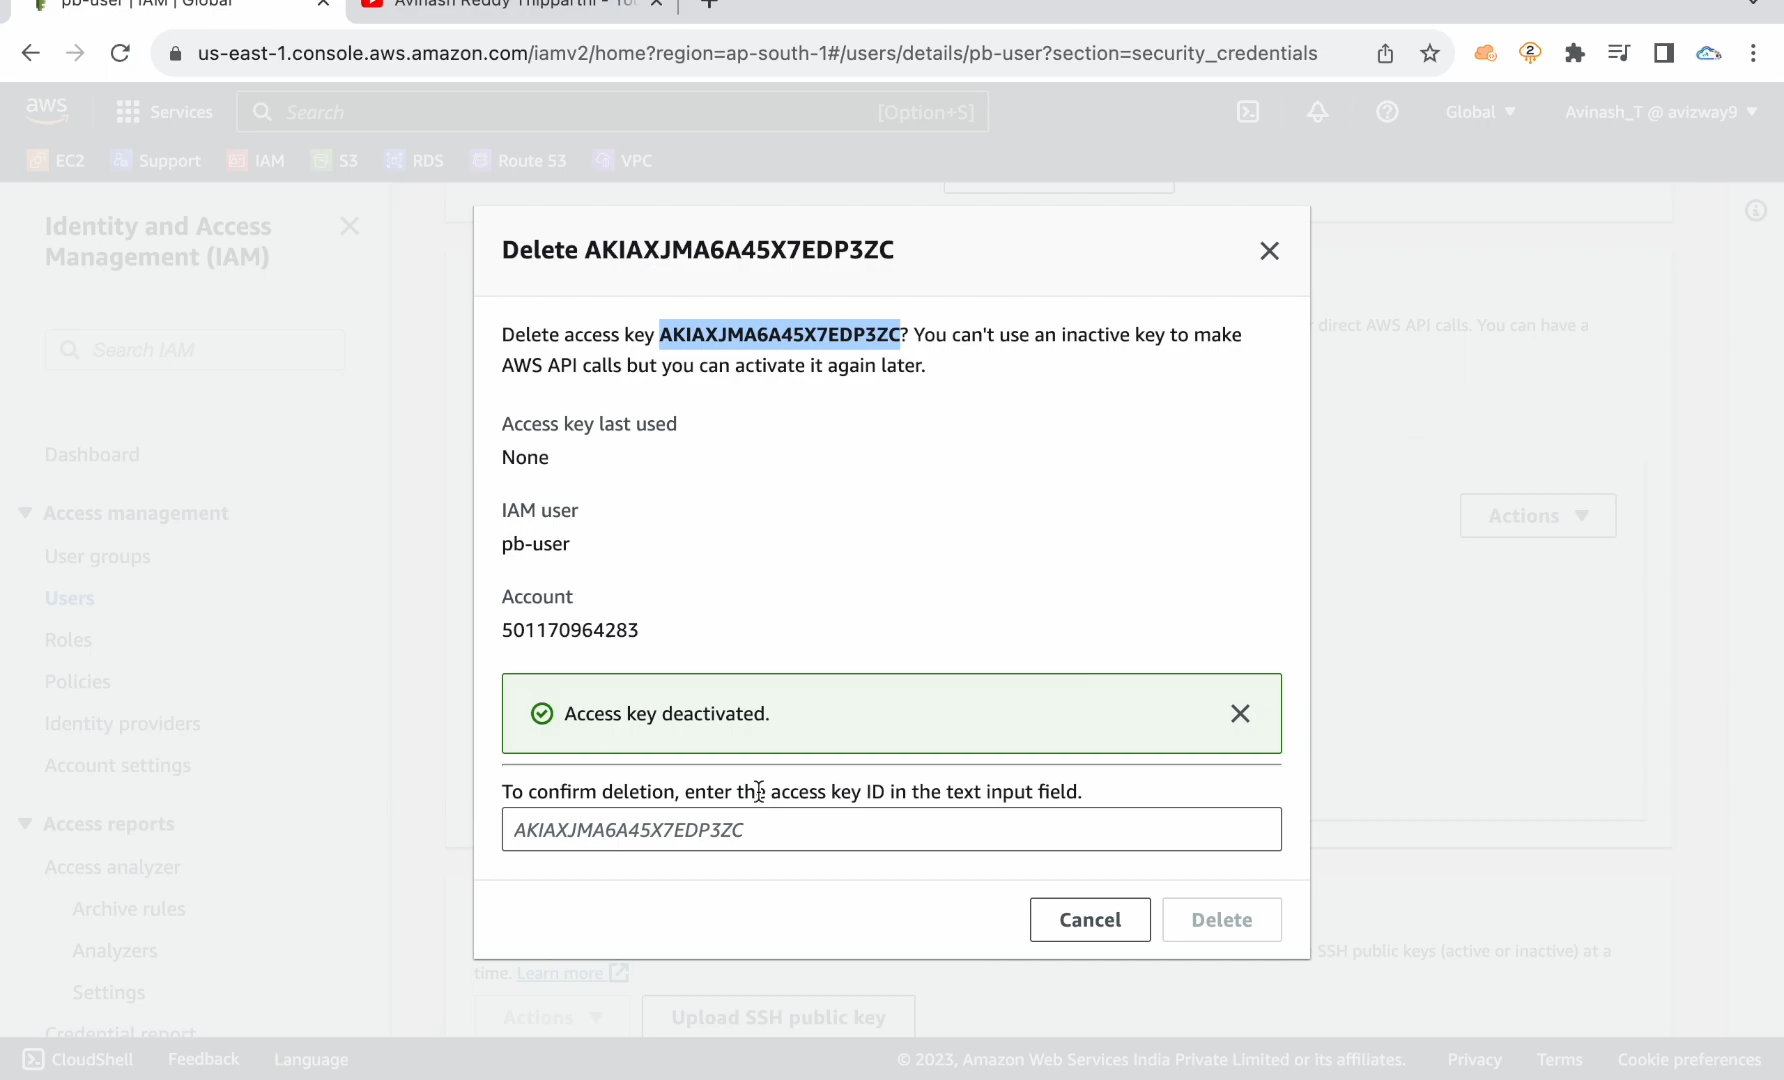 pb-user | IAM | Global
Avinash Reddy Thipparthi - You
us-east-1.console.aws.amazon.com/iamv2/home?region=ap-south-1#/users/details/pb-user?section=security_credentials
2
aws
Services
Search
[Option+S]
Global
Avinash_T @ avizway9
EC2
Support
IAM
S3
RDS
Route 53
VPC
Identity and Access
Management (IAM)
Search IAM
Dashboard
Access management
User groups
Users
Roles
Policies
Identity providers
Account settings
Access reports
Access analyzer
Archive rules
Analyzers
Settings
Credential report
direct AWS API calls. You can have a
Actions
Delete AKIAXJMA6A45X7EDP3ZC
Delete access key AKIAXJMA6A45X7EDP3ZC? You can't use an inactive key to make
AWS API calls but you can activate it again later.
Access key last used
None
IAM user
pb-user
Account
501170964283
Access key deactivated.
To confirm deletion, enter the access key ID in the text input field.
AKIAXJMA6A45X7EDP3ZC
Cancel
Delete
SSH public keys (active or inactive) at a
time. Learn more
Actions
Upload SSH public key
CloudShell
Feedback
Language
© 2023, Amazon Web Services India Private Limited or its affiliates.
Privacy
Terms
Cookie preferences